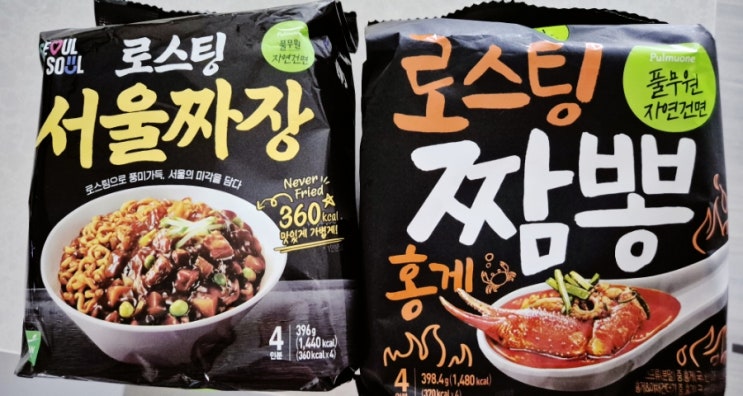 SEOUL
SOUL
로스팅
풀무원
자연건면
서울짜장
로스팅으로 풍미가득, 서울의 미각을 담다
Never
Fried
360kcal
맛있게 가볍게!
4인분
396g
(1,440 kcal)
(360 kcal x 4)
로스팅
Pulmuone
풀무원
자연건면
짬뽕
홍게
4
398.4g (1,480 kcal)